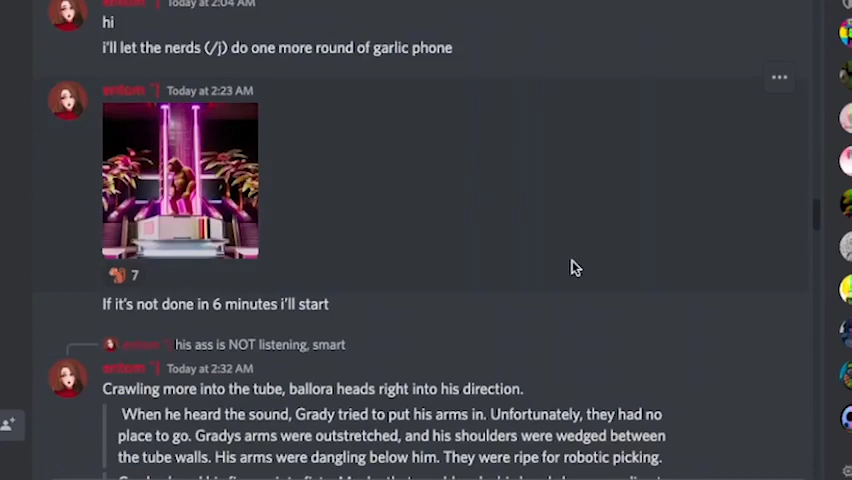 Today at 2:04 AM
hi
i'll let the nerds (/j) do one more round of garlic phone
Today at 2:23 AM
7
If it's not done in 6 minutes i'll start
his ass is NOT listening, smart
Today at 2:32 AM
Crawling more into the tube, ballora heads right into his direction.
When he heard the sound, Grady tried to put his arms in. Unfortunately, they had no
place to go. Gradys arms were outstretched, and his shoulders were wedged between
the tube walls. His arms were dangling below him. They were ripe for robotic picking.